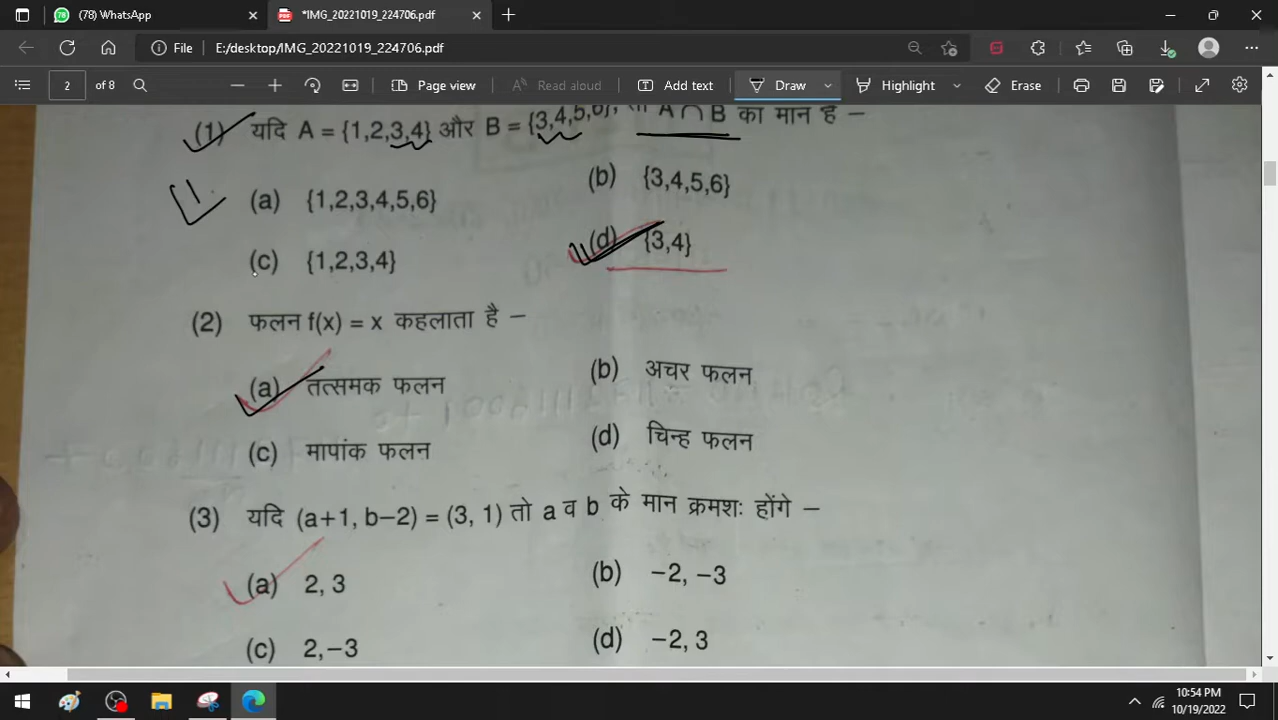 (78) WhatsApp
*IMG_20221019_224706.pdf
File E:/desktop/IMG_20221019_224706.pdf
2 of 8
Page view
Read aloud
Add text
Draw
Highlight
Erase
(1) यदि A = {1,2,3,4} और B = {3,4,5,6}, तो A ∩ B का मान है –
(a) {1,2,3,4,5,6} (b) {3,4,5,6}
(c) {1,2,3,4} (d) {3,4}
(2) फलन f(x) = x कहलाता है –
(a) तत्समक फलन (b) अचर फलन
(c) मापांक फलन (d) चिन्ह फलन
(3) यदि (a+1, b–2) = (3, 1) तो a व b के मान क्रमशः होंगे –
(a) 2, 3 (b) –2, –3
(c) 2,–3 (d) –2, 3
10:54 PM
10/19/2022